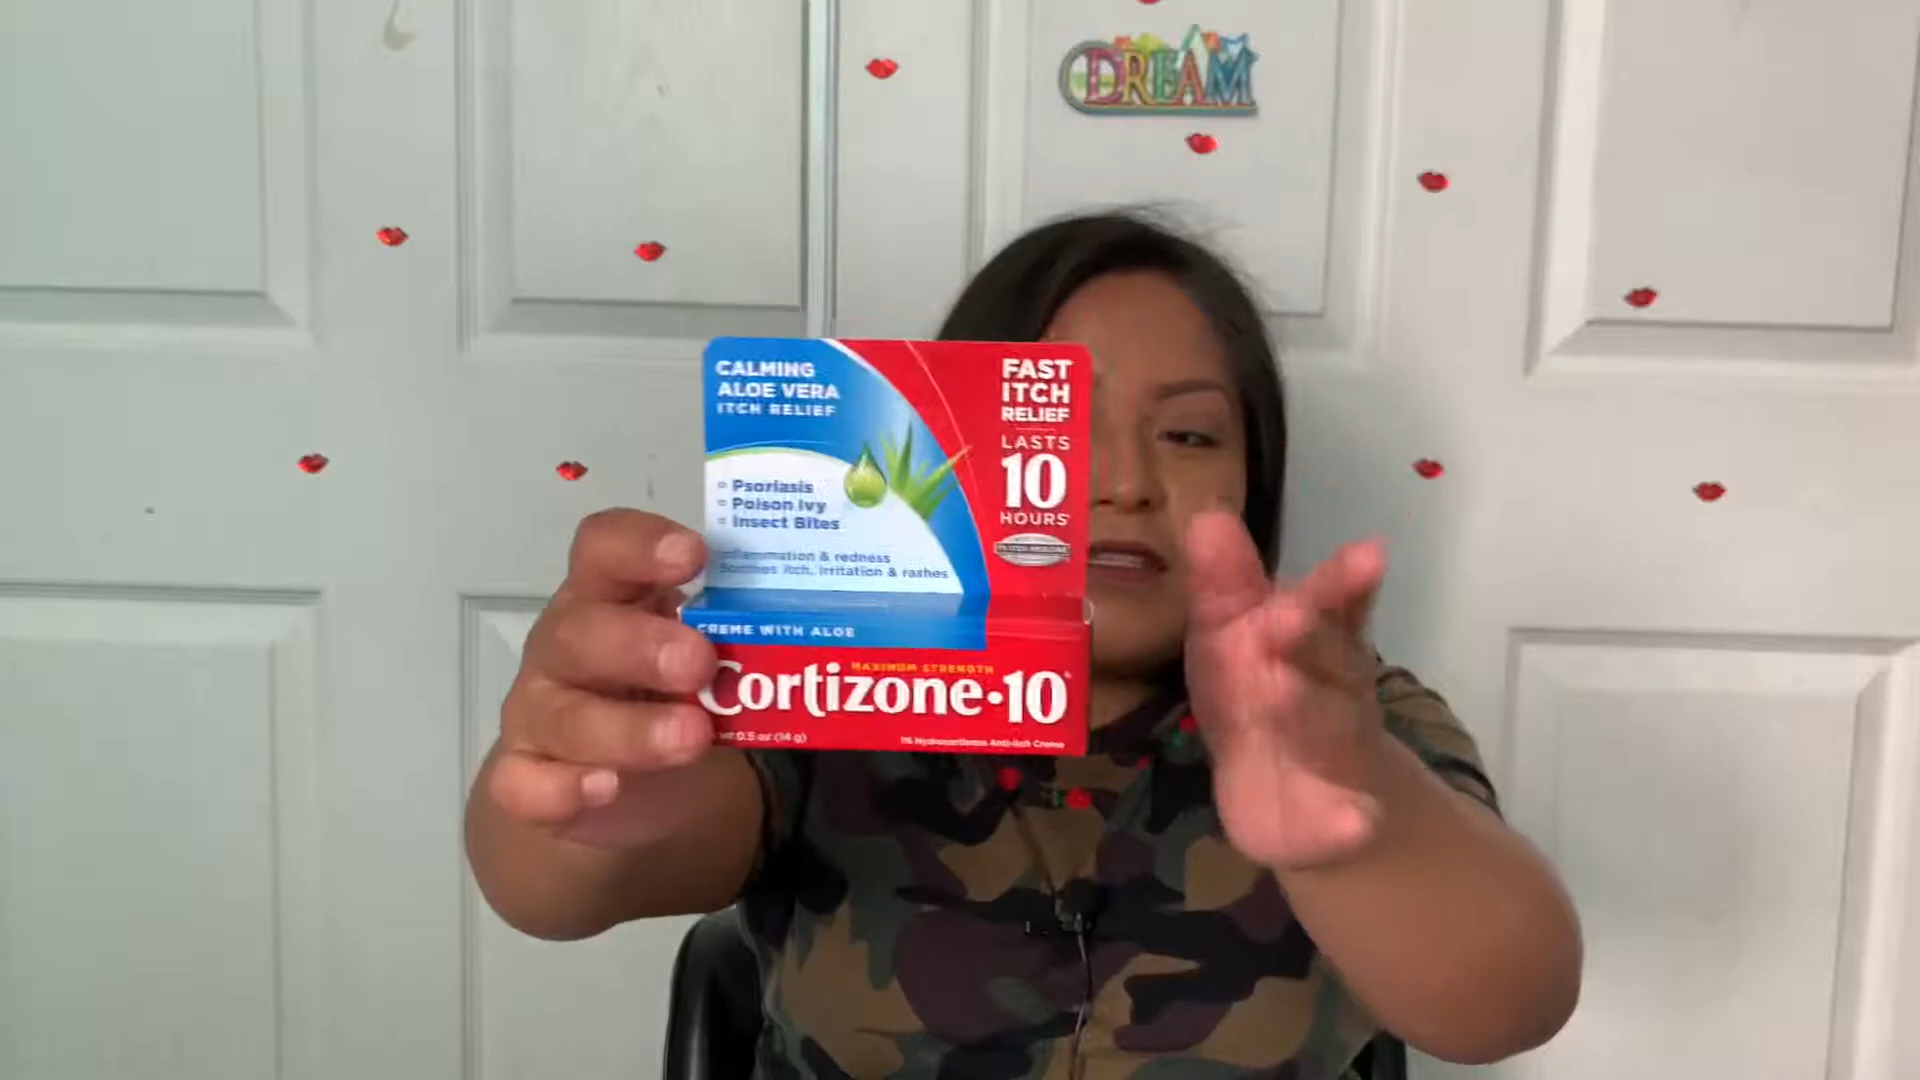 DREAM
CALMING
ALOE VERA
ITCH RELIEF
Psoriasis
Poison Ivy
Insect Bites
inflammation & redness
Soothes itch, irritation & rashes
FAST
ITCH
RELIEF
LASTS
10
HOURS*
CREME WITH ALOE
MAXIMUM STRENGTH
Cortizone•10®
wt 0.5 oz (14 g)
1% Hydrocortisone Anti-Itch Creme